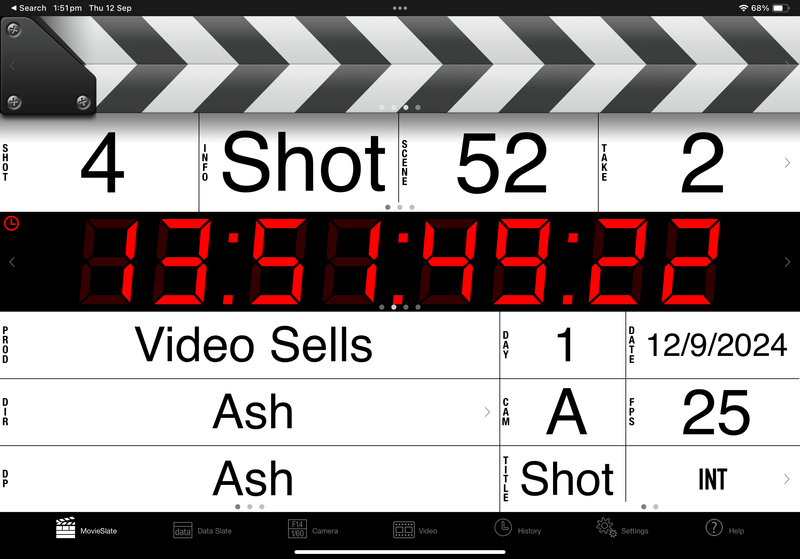 Search 1:51pm Thu 12 Sep 68%
SHOT 4 INFO Shot SCENE 52 TAKE 2
13:51:49:22
PROD Video Sells DAY 1 DATE 12/9/2024
DIR Ash CAM A FPS 25
DP Ash TITLE Shot INT
F1.4
1/60
data
MovieSlate Data Slate Camera Video History Settings Help